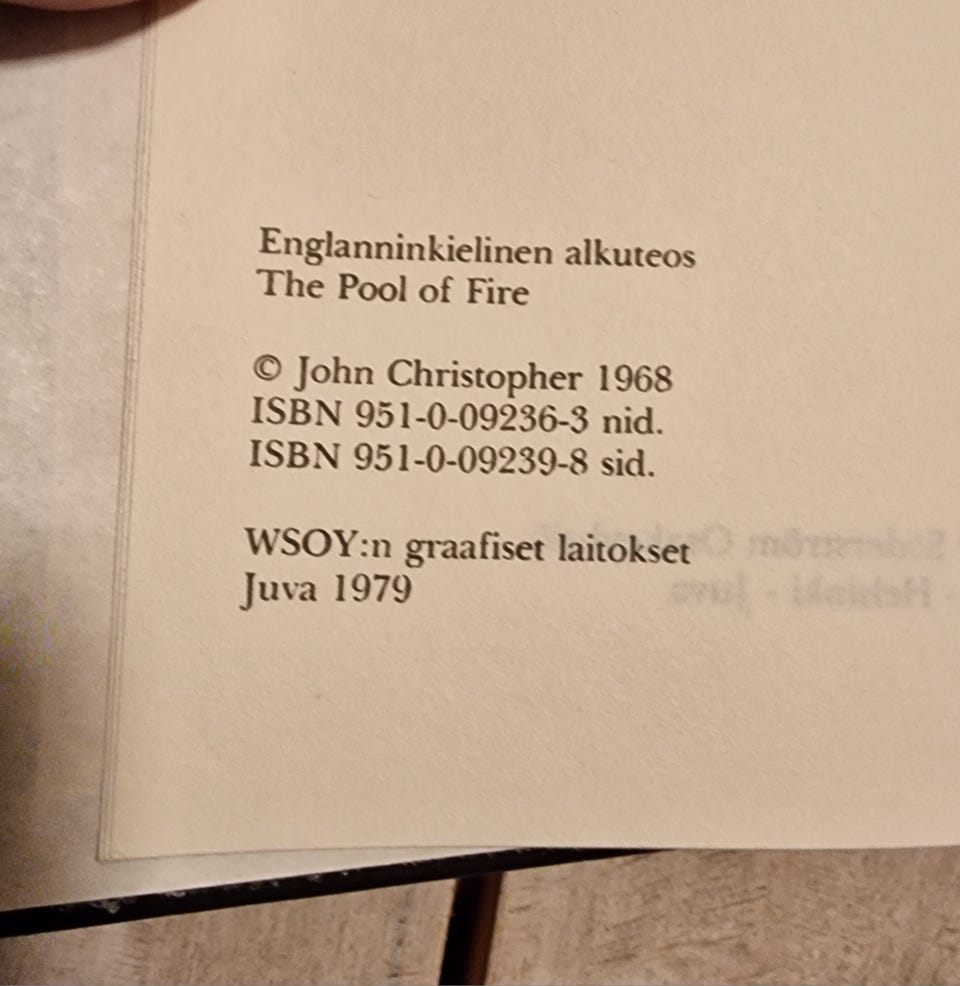 Englanninkielinen alkuteos
The Pool of Fire
© John Christopher 1968
ISBN 951-0-09236-3 nid.
ISBN 951-0-09239-8 sid.
WSOY:n graafiset laitokset
Juva 1979